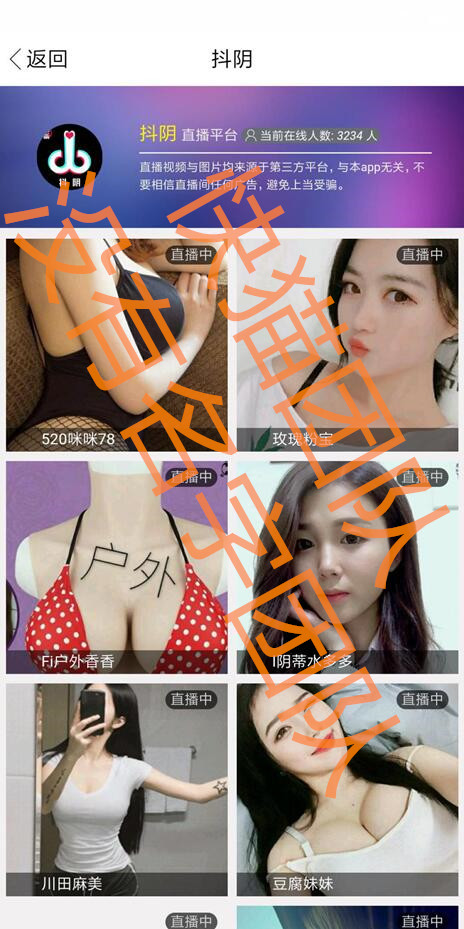 返回
抖阴
抖阴 直播平台 当前在线人数: 3234 人
直播视频与图片均来源于第三方平台，与本app无关，不
要相信直播间任何广告，避免上当受骗。
抖阴
直播中
直播中
520咪咪78
玫瑰粉宝
直播中
直播中
户外
Fi户外香香
l阴蒂水多多
直播中
直播中
川田麻美
豆腐妹妹
直播中
快猫团队
没有名字团队